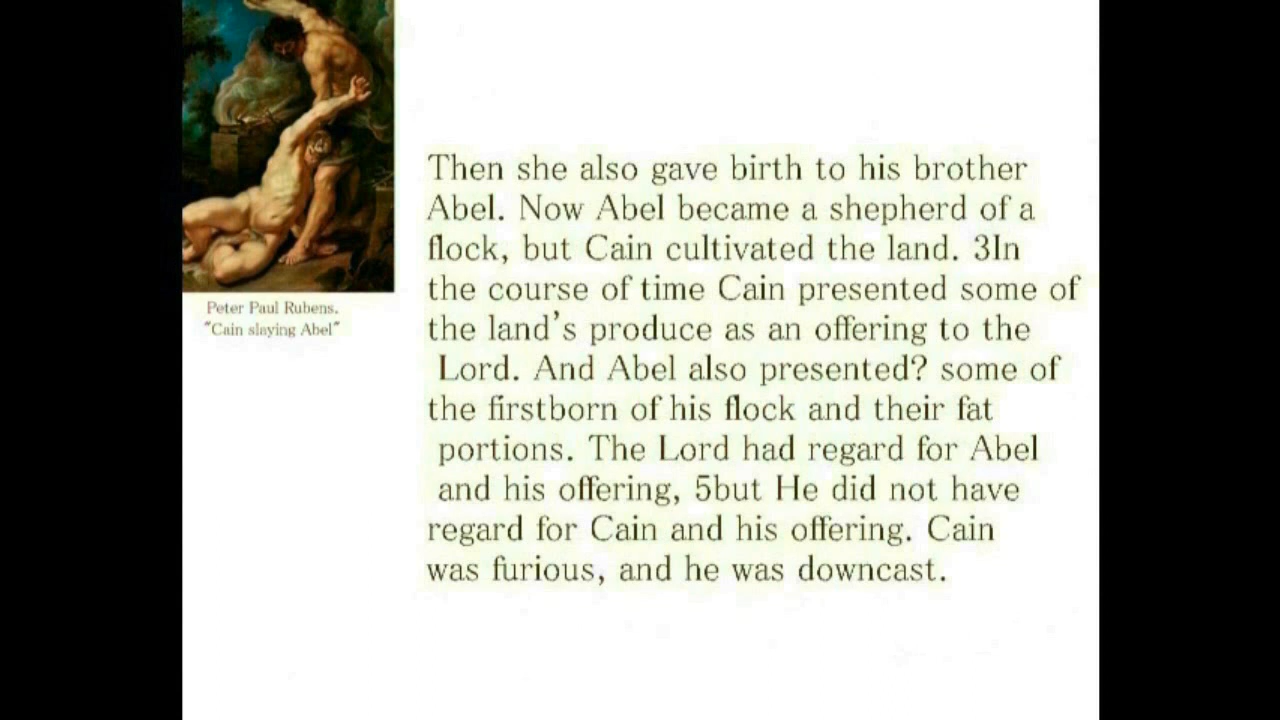 Peter Paul Rubens.
"Cain slaying Abel"
Then she also gave birth to his brother
Abel. Now Abel became a shepherd of a
flock, but Cain cultivated the land. 3In
the course of time Cain presented some of
the land's produce as an offering to the
Lord. And Abel also presented? some of
the firstborn of his flock and their fat
portions. The Lord had regard for Abel
and his offering, 5but He did not have
regard for Cain and his offering. Cain
was furious, and he was downcast.